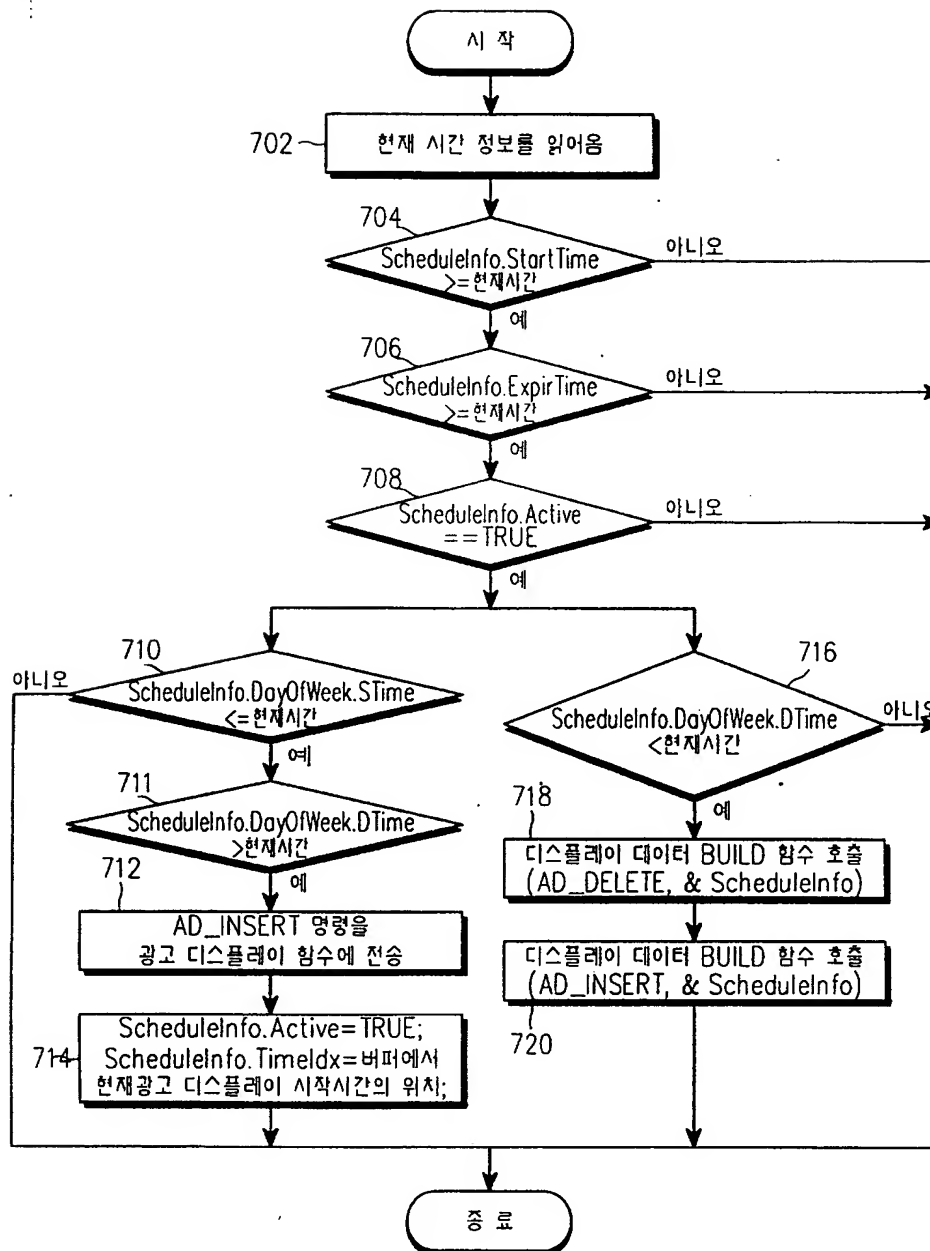 시 작
702
현재 시간 정보를 읽어옴
704
ScheduleInfo.StartTime
>=현재시간
아니오
예
706
ScheduleInfo.ExpirTime
>=현재시간
아니오
예
708
ScheduleInfo.Active
==TRUE
아니오
예
710
아니오
ScheduleInfo.DayOfWeek.STime
<=현재시간
예
711
ScheduleInfo.DayOfWeek.DTime
>현재시간
예
712
AD_INSERT 명령을
광고 디스플레이 함수에 전송
714
ScheduleInfo.Active=TRUE;
ScheduleInfo.TimeIdx=버퍼에서
현재광고 디스플레이 시작시간의 위치;
716
ScheduleInfo.DayOfWeek.DTime
<현재시간
아니오
예
718
디스플레이 데이터 BUILD 함수 호출
(AD_DELETE, & ScheduleInfo)
디스플레이 데이터 BUILD 함수 호출
(AD_INSERT, & ScheduleInfo)
720
종 료